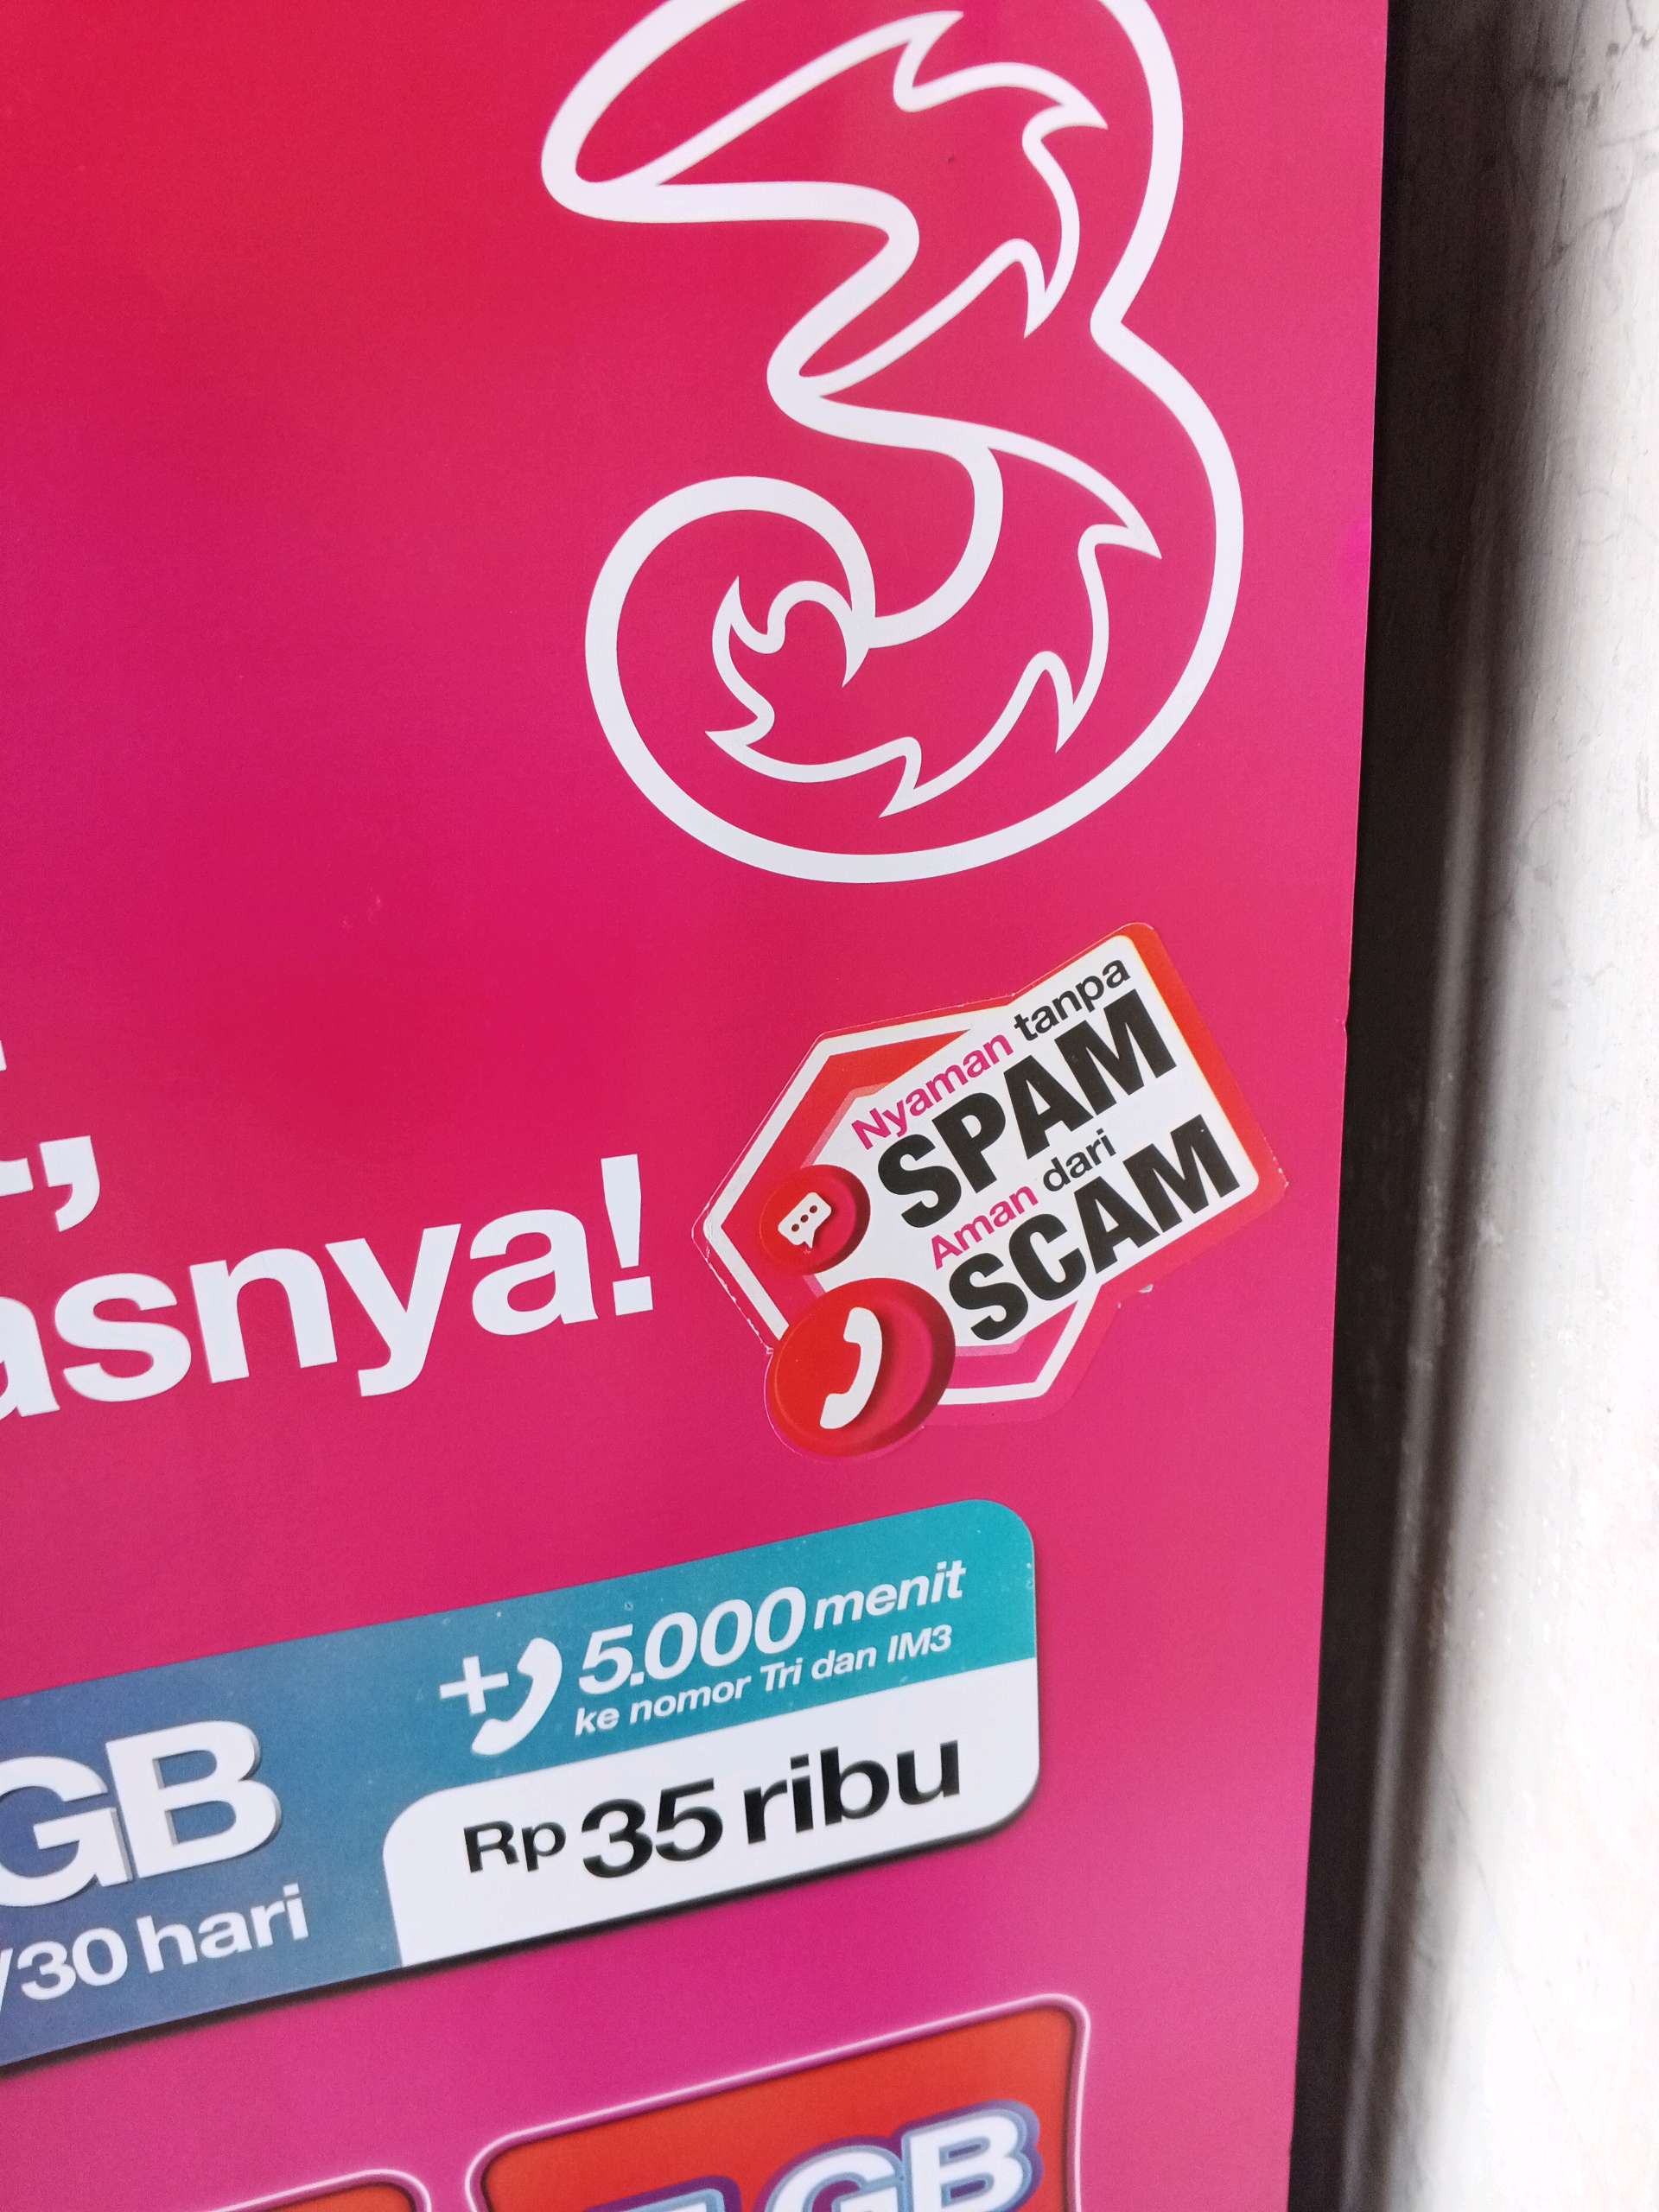 3
Nyaman tanpa
SPAM
Aman dari
SCAM
asnya!
+ 5.000 menit
ke nomor Tri dan IM3
GB
Rp 35 ribu
/30 hari
GB